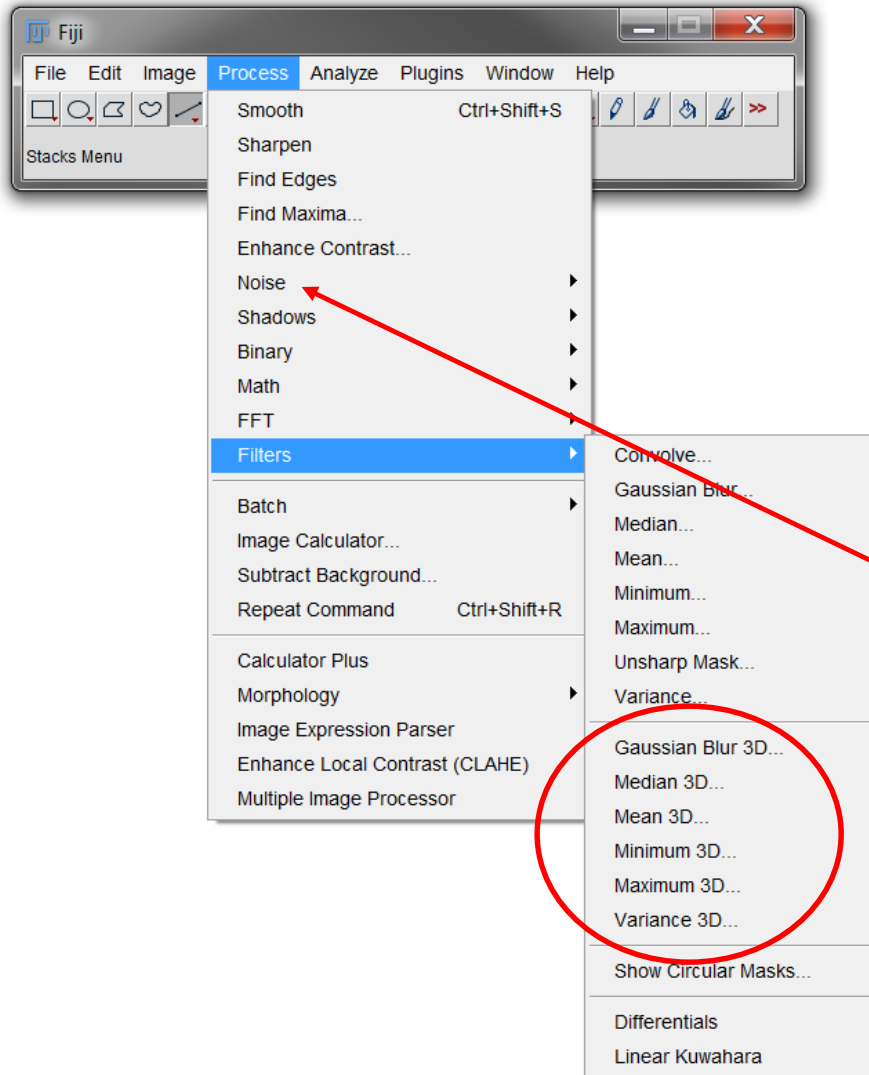 Fiji
File Edit Image Process Analyze Plugins Window Help
>>
Stacks Menu
Smooth Ctrl+Shift+S
Sharpen
Find Edges
Find Maxima...
Enhance Contrast...
Noise
Shadows
Binary
Math
FFT
Filters
Batch
Image Calculator...
Subtract Background...
Repeat Command Ctrl+Shift+R
Calculator Plus
Morphology
Image Expression Parser
Enhance Local Contrast (CLAHE)
Multiple Image Processor
Convolve...
Gaussian Blur...
Median...
Mean...
Minimum...
Maximum...
Unsharp Mask...
Variance...
Gaussian Blur 3D...
Median 3D...
Mean 3D...
Minimum 3D...
Maximum 3D...
Variance 3D...
Show Circular Masks...
Differentials
Linear Kuwahara